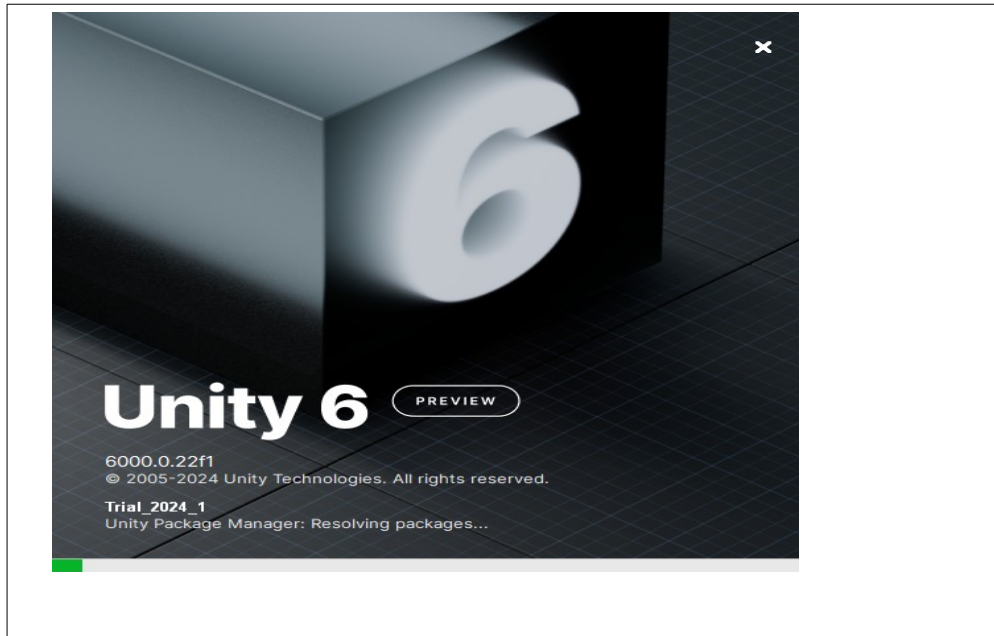 6
Unity 6 PREVIEW
6000.0.22f1
© 2005-2024 Unity Technologies. All rights reserved.
Trial_2024_1
Unity Package Manager: Resolving packages...